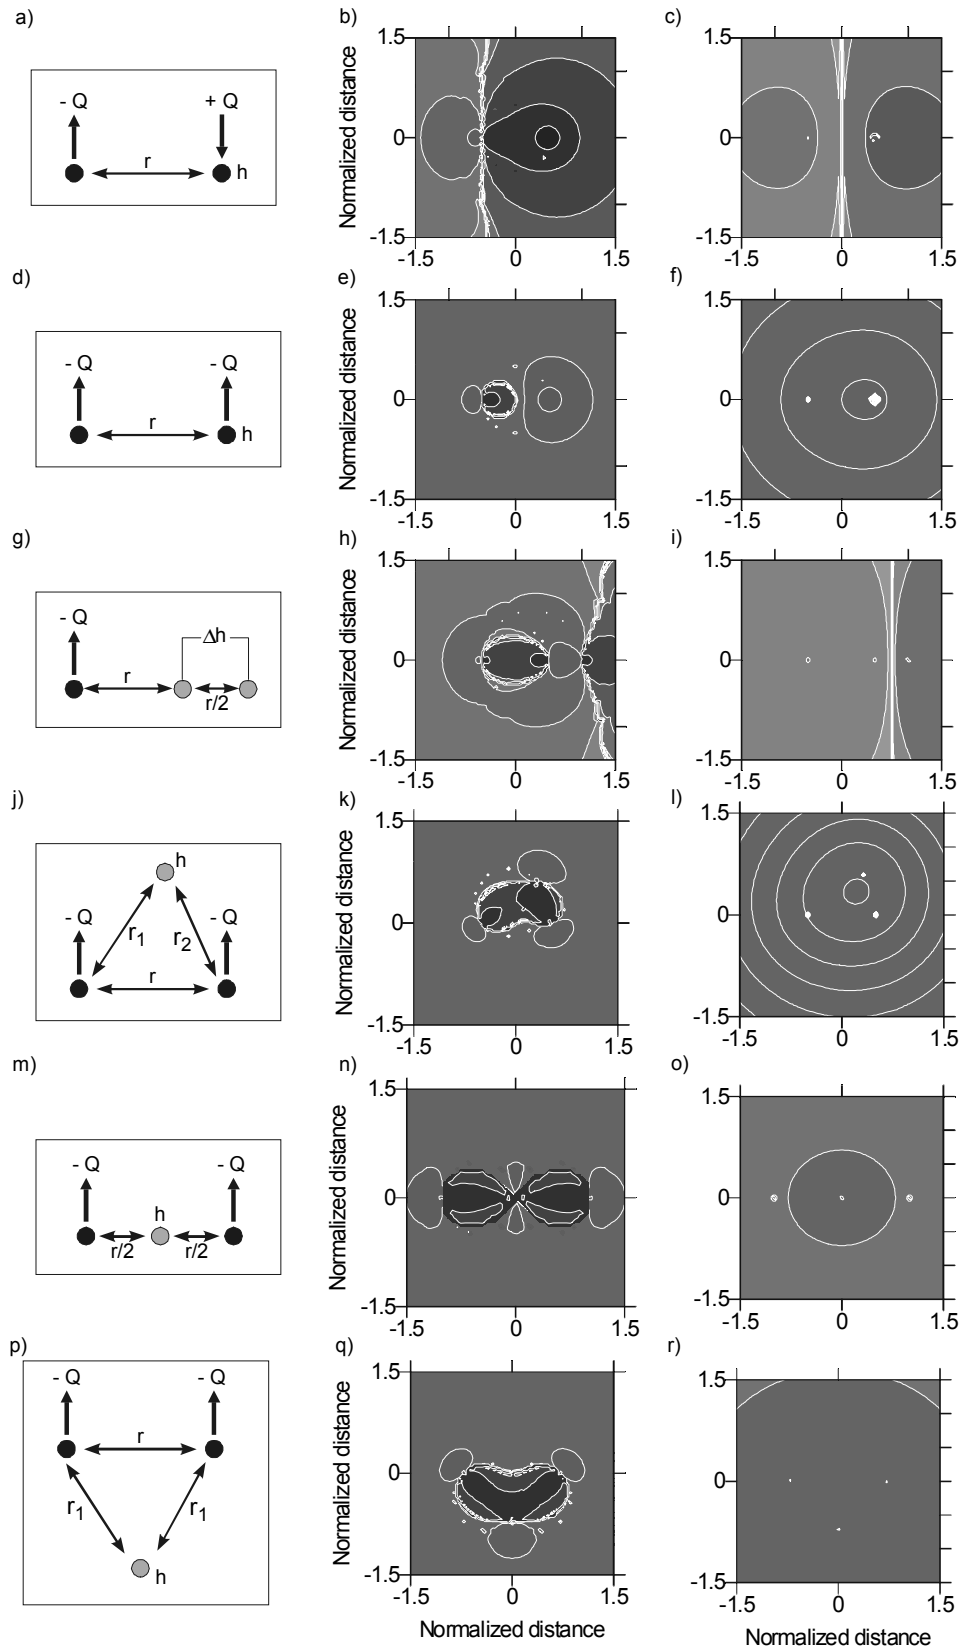 a) b) c)
- Q + Q
r h
Normalized distance
1.5 0 -1.5
-1.5 0 1.5
1.5 0 -1.5
-1.5 0 1.5
d) e) f)
- Q - Q
r h
Normalized distance
1.5 0 -1.5
-1.5 0 1.5
1.5 0 -1.5
-1.5 0 1.5
g) h) i)
- Q Δh
r r/2
Normalized distance
1.5 0 -1.5
-1.5 0 1.5
1.5 0 -1.5
-1.5 0 1.5
j) k) l)
h
- Q - Q
r1 r2
r
Normalized distance
1.5 0 -1.5
-1.5 0 1.5
1.5 0 -1.5
-1.5 0 1.5
m) n) o)
- Q - Q
h
r/2 r/2
Normalized distance
1.5 0 -1.5
-1.5 0 1.5
1.5 0 -1.5
-1.5 0 1.5
p) q) r)
- Q - Q
r
r1 r1
h
Normalized distance
1.5 0 -1.5
-1.5 0 1.5
Normalized distance
1.5 0 -1.5
-1.5 0 1.5
Normalized distance